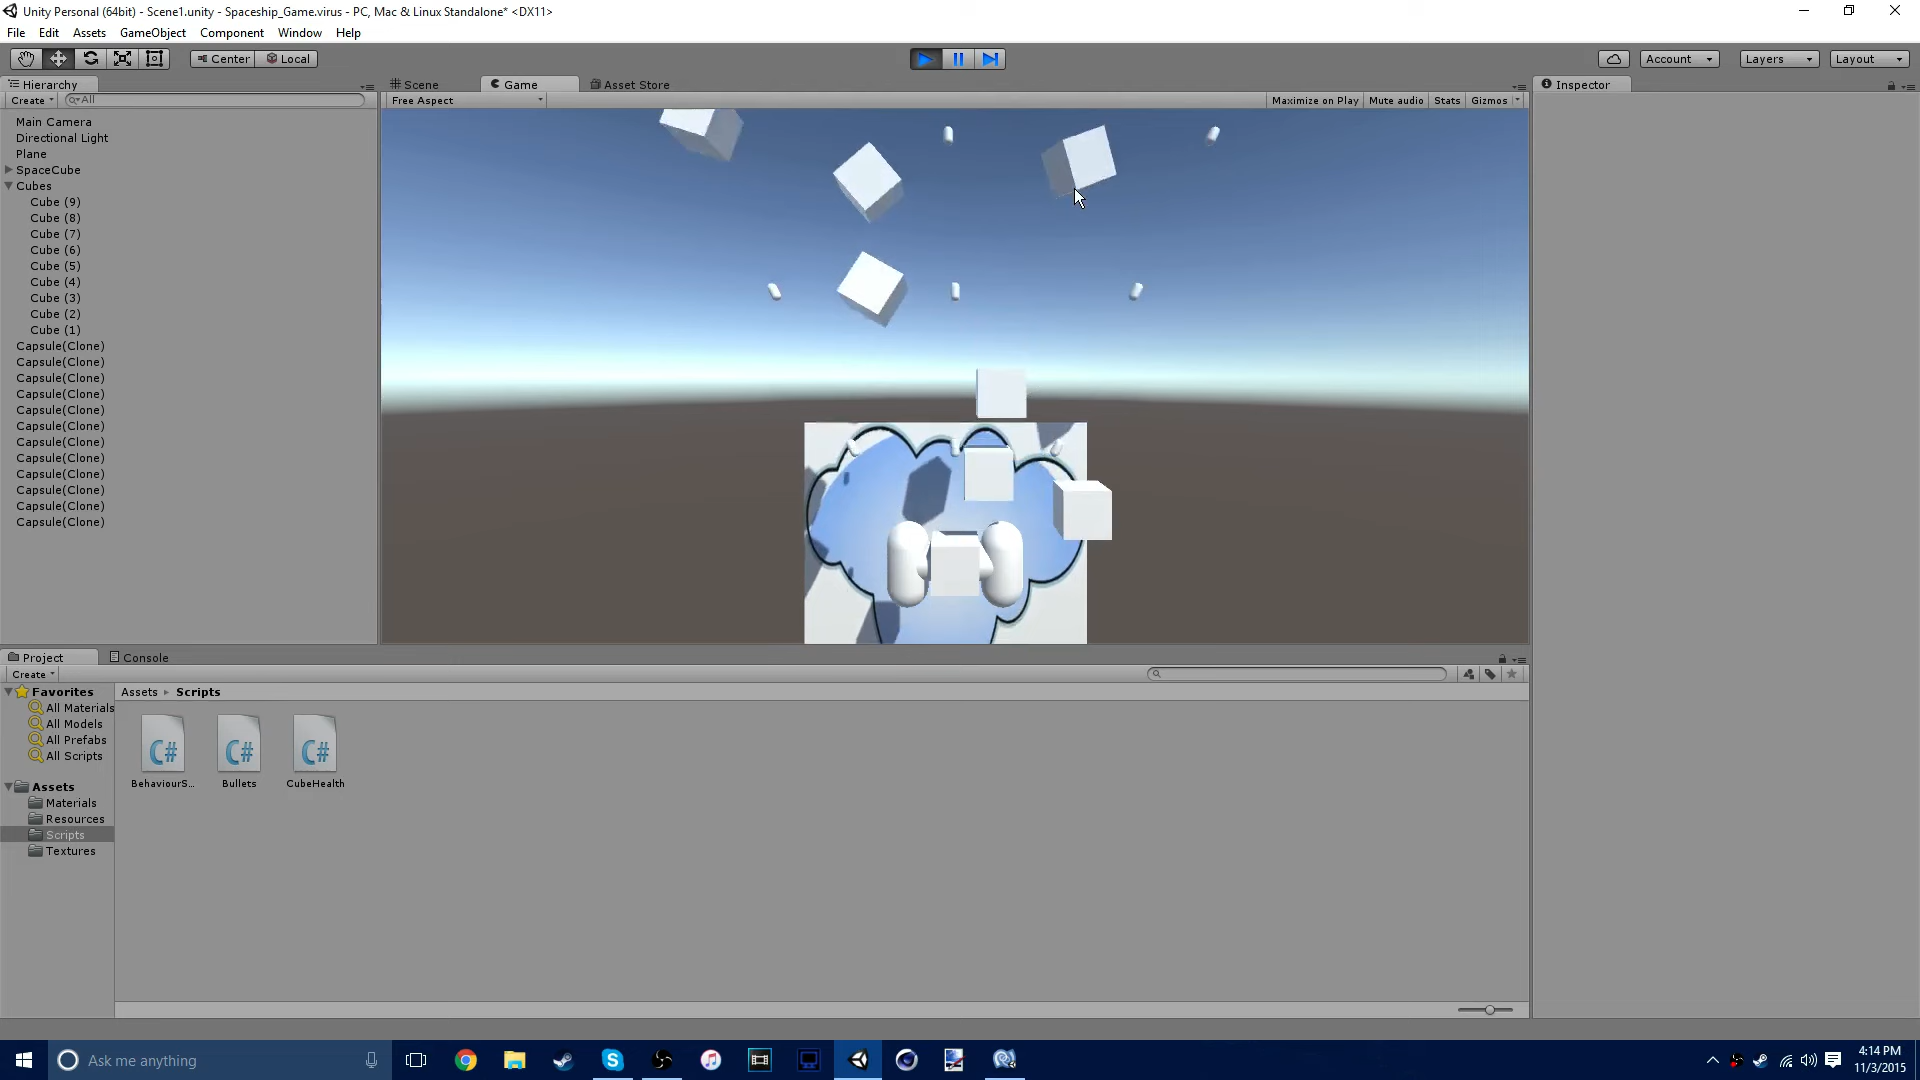 Unity Personal (64bit) - Scene1.unity - Spaceship_Game.virus - PC, Mac & Linux Standalone* <DX11>
File Edit Assets GameObject Component Window Help
Center Local Account Layers Layout
Hierarchy
Scene Game Asset Store
Inspector
Create All
Free Aspect Maximize on Play Mute audio Stats Gizmos
Main Camera
Directional Light
Plane
SpaceCube
Cubes
Cube (9)
Cube (8)
Cube (7)
Cube (6)
Cube (5)
Cube (4)
Cube (3)
Cube (2)
Cube (1)
Capsule(Clone)
Capsule(Clone)
Capsule(Clone)
Capsule(Clone)
Capsule(Clone)
Capsule(Clone)
Capsule(Clone)
Capsule(Clone)
Capsule(Clone)
Capsule(Clone)
Capsule(Clone)
Capsule(Clone)
Project Console
Create
Favorites
All Materials
All Models
All Prefabs
All Scripts
Assets
Materials
Resources
Scripts
Textures
Assets Scripts
C# C# C#
BehaviourS... Bullets CubeHealth
Ask me anything
4:14 PM
11/3/2015